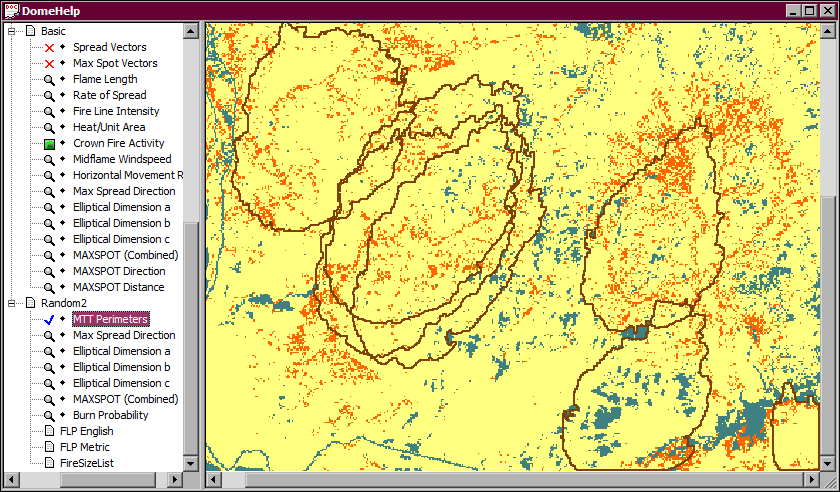 DomeHelp
Basic
Spread Vectors
Max Spot Vectors
Flame Length
Rate of Spread
Fire Line Intensity
Heat/Unit Area
Crown Fire Activity
Midflame Windspeed
Horizontal Movement R
Max Spread Direction
Elliptical Dimension a
Elliptical Dimension b
Elliptical Dimension c
MAXSPOT (Combined)
MAXSPOT Direction
MAXSPOT Distance
Random2
MTT Perimeters
Max Spread Direction
Elliptical Dimension a
Elliptical Dimension b
Elliptical Dimension c
MAXSPOT (Combined)
Burn Probability
FLP English
FLP Metric
FireSizeList